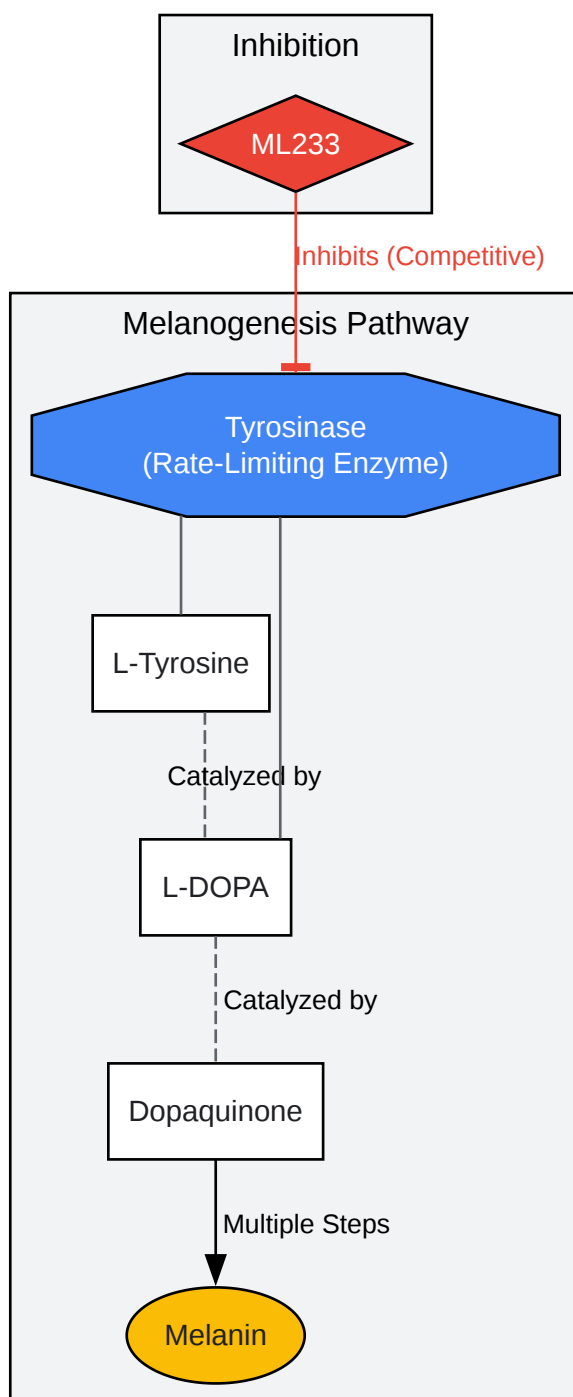 Inhibition
ML233
Inhibits (Competitive)
Melanogenesis Pathway
Tyrosinase
(Rate-Limiting Enzyme)
L-Tyrosine
Catalyzed by
L-DOPA
Catalyzed by
Dopaquinone
Multiple Steps
Melanin